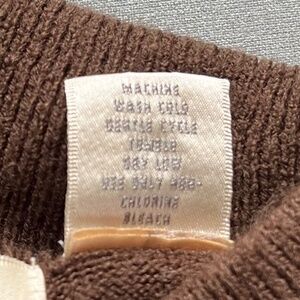 MACHINE
WASH COLD
GENTLE CYCLE
TUMBLE
DRY LOW
USE ONLY NON-
CHLORINE
BLEACH